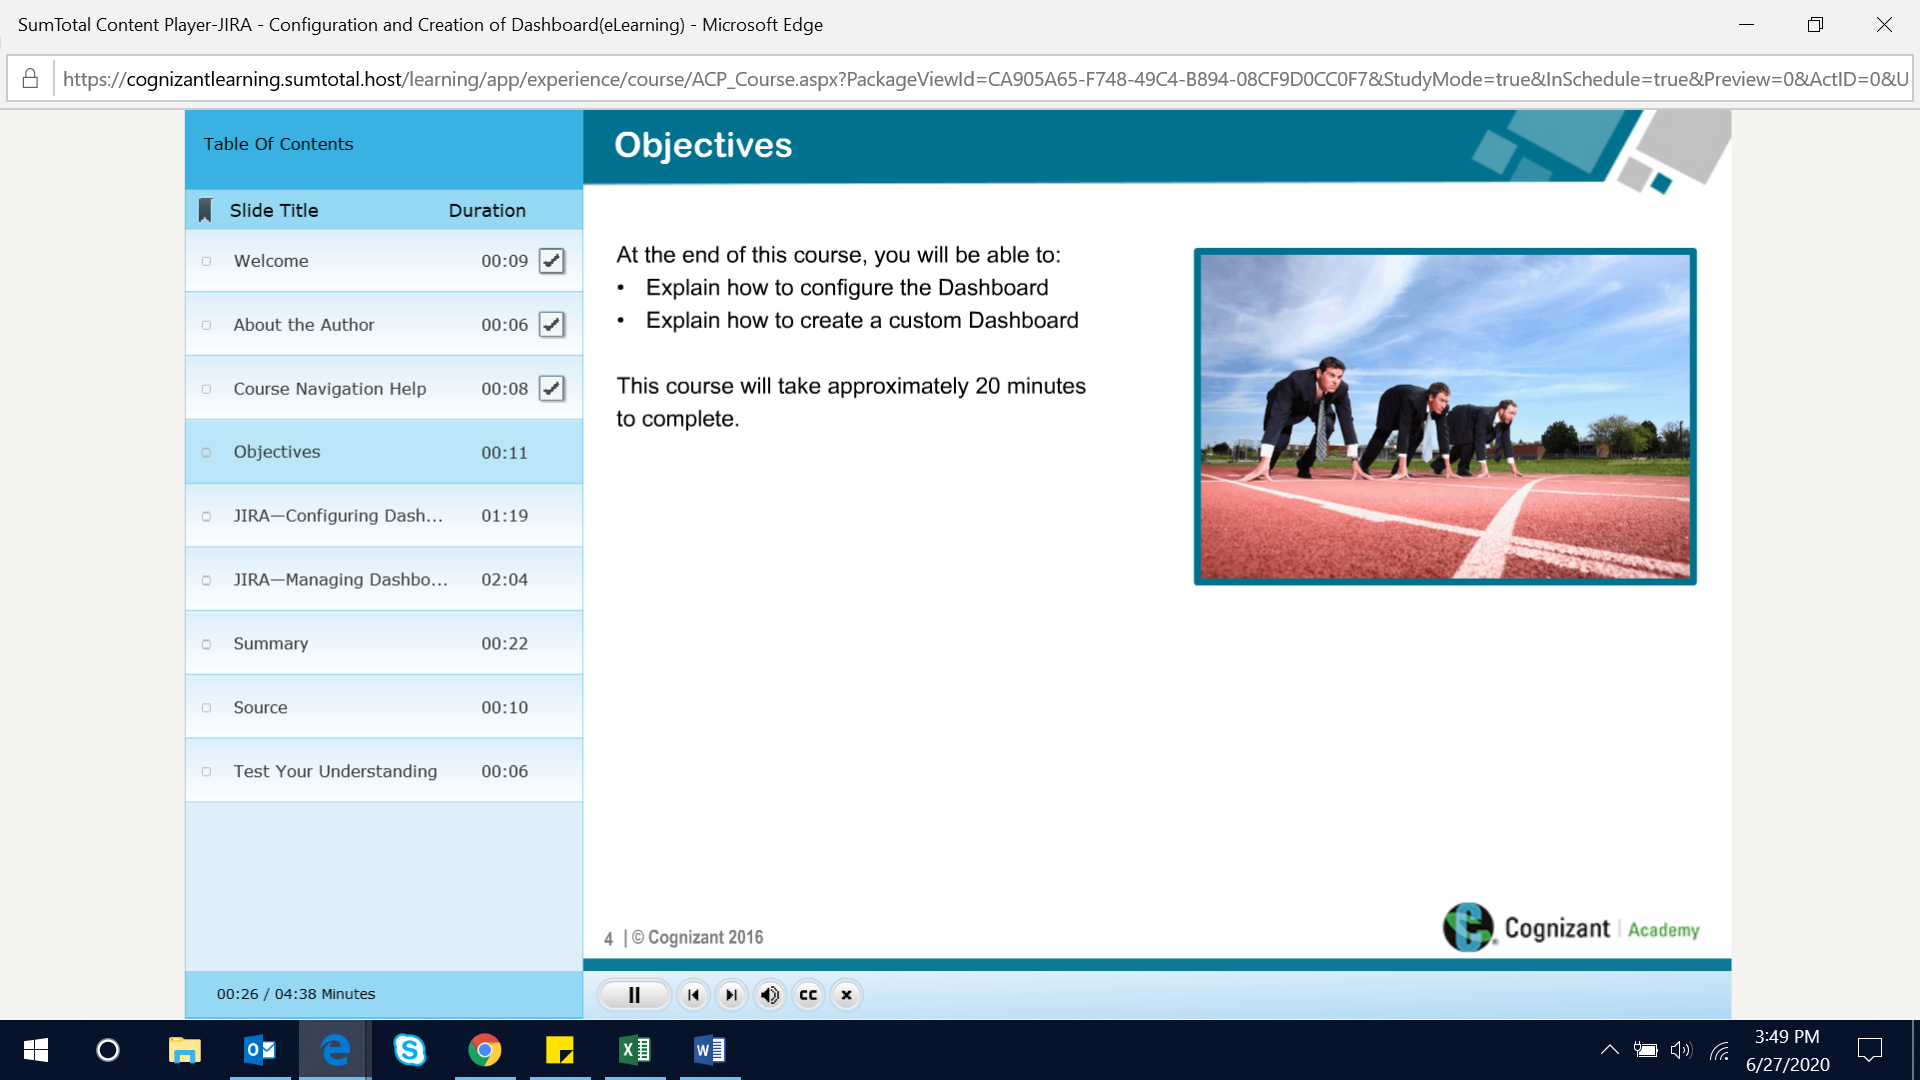 SumTotal Content Player-JIRA - Configuration and Creation of Dashboard(eLearning) - Microsoft Edge
https://cognizantlearning.sumtotal.host/learning/app/experience/course/ACP_Course.aspx?PackageViewId=CA905A65-F748-49C4-B894-08CF9D0CC0F7&StudyMode=true&InSchedule=true&Preview=0&ActID=0&U
Table Of Contents
Slide Title Duration
Welcome 00:09
About the Author 00:06
Course Navigation Help 00:08
Objectives 00:11
JIRA—Configuring Dash... 01:19
JIRA—Managing Dashbo... 02:04
Summary 00:22
Source 00:10
Test Your Understanding 00:06
00:26 / 04:38 Minutes
Objectives
At the end of this course, you will be able to:
• Explain how to configure the Dashboard
• Explain how to create a custom Dashboard
This course will take approximately 20 minutes
to complete.
4 | © Cognizant 2016
Cognizant | Academy
CC
3:49 PM
6/27/2020